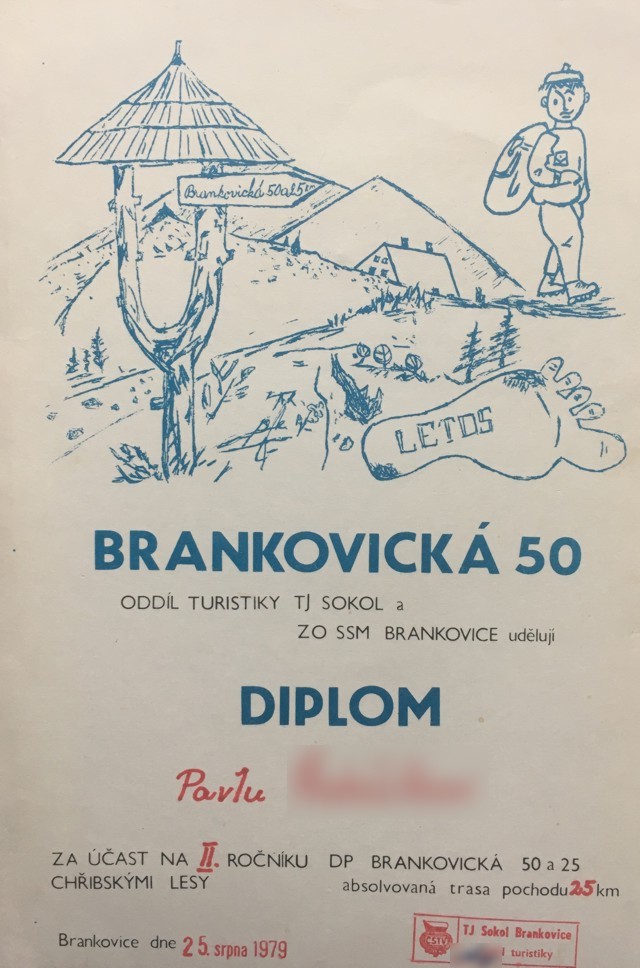 Brankovická 50a25
LETOS
BRANKOVICKÁ 50
ODDÍL TURISTIKY TJ SOKOL a
ZO SSM BRANKOVICE udělují
DIPLOM
Pavlu
ZA ÚČAST NA II. ROČNÍKU DP BRANKOVICKÁ 50 a 25
CHŘIBSKÝMI LESY absolvovaná trasa pochodu 25 km
Brankovice dne 25. srpna 1979
ČSTV
TJ Sokol Brankovice
turistiky